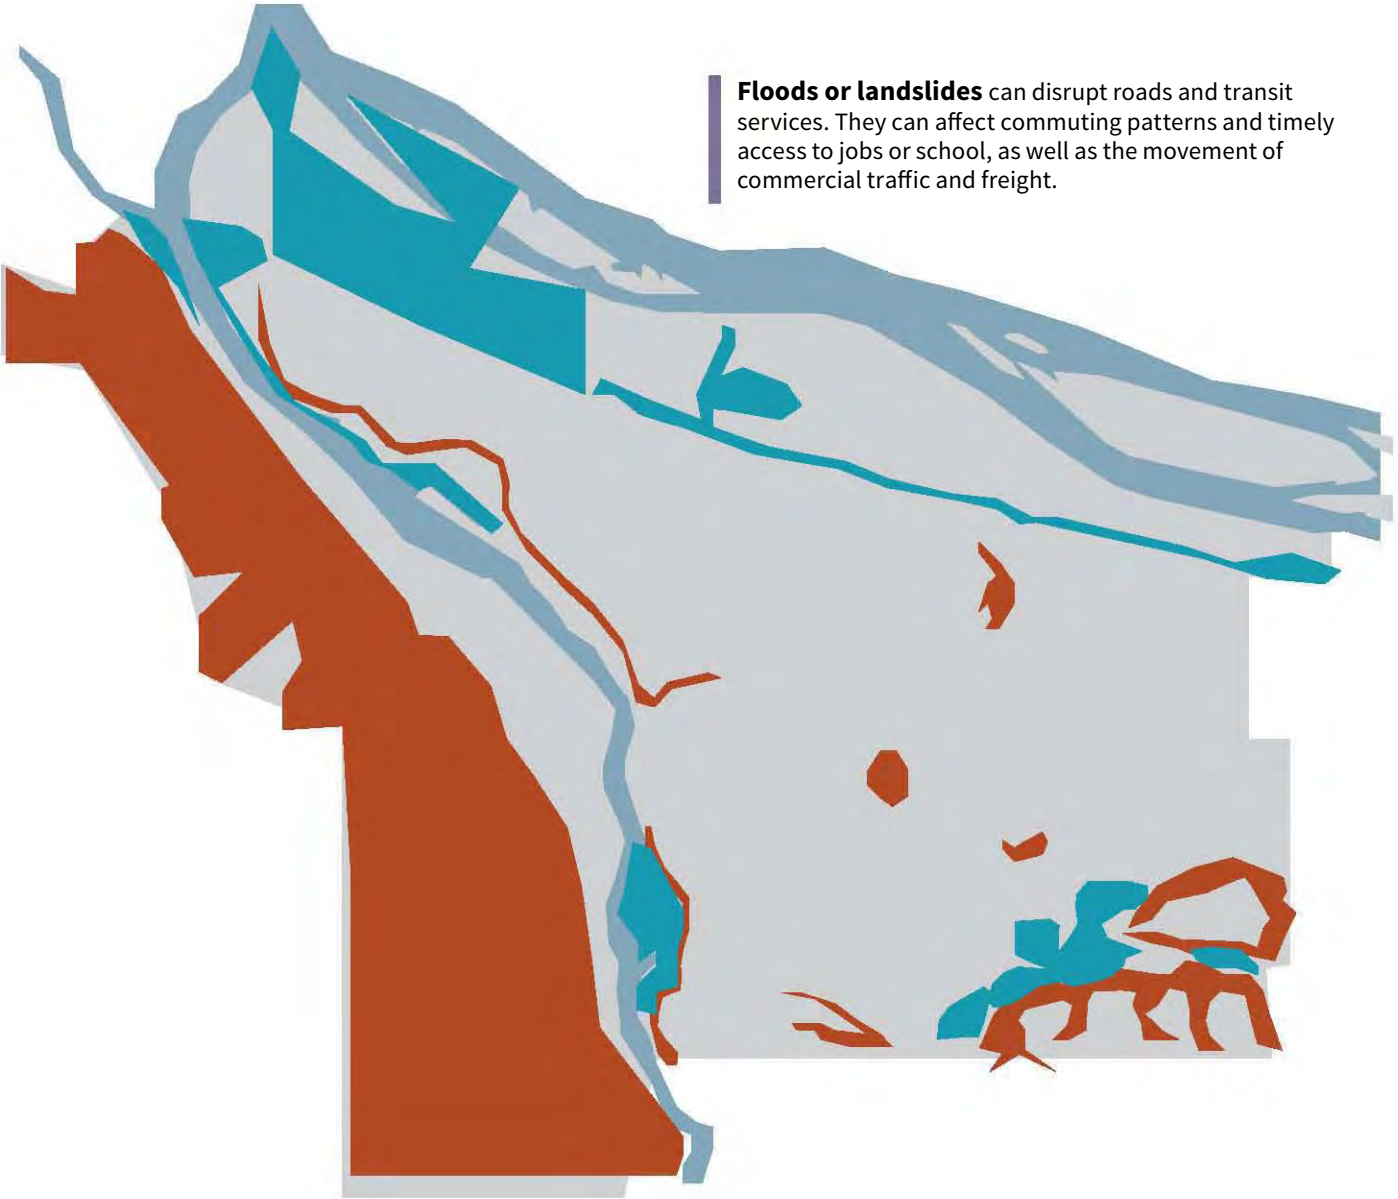 Floods or landslides can disrupt roads and transit
services. They can affect commuting patterns and timely
access to jobs or school, as well as the movement of
commercial traffic and freight.